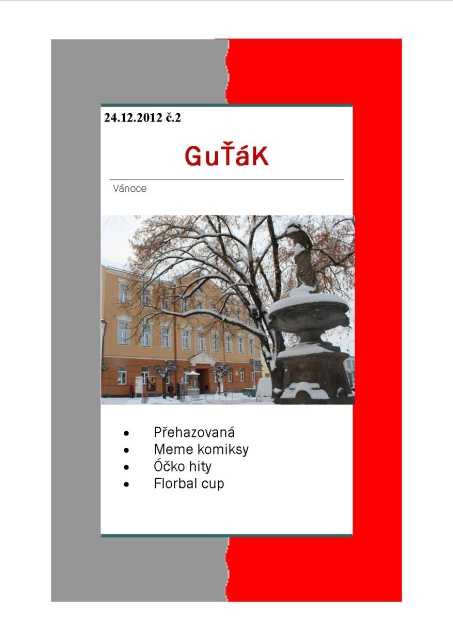 24.12.2012 č.2
GuŤáK
Vánoce
• Přehazovaná
• Meme komiksy
• Óčko hity
• Florbal cup